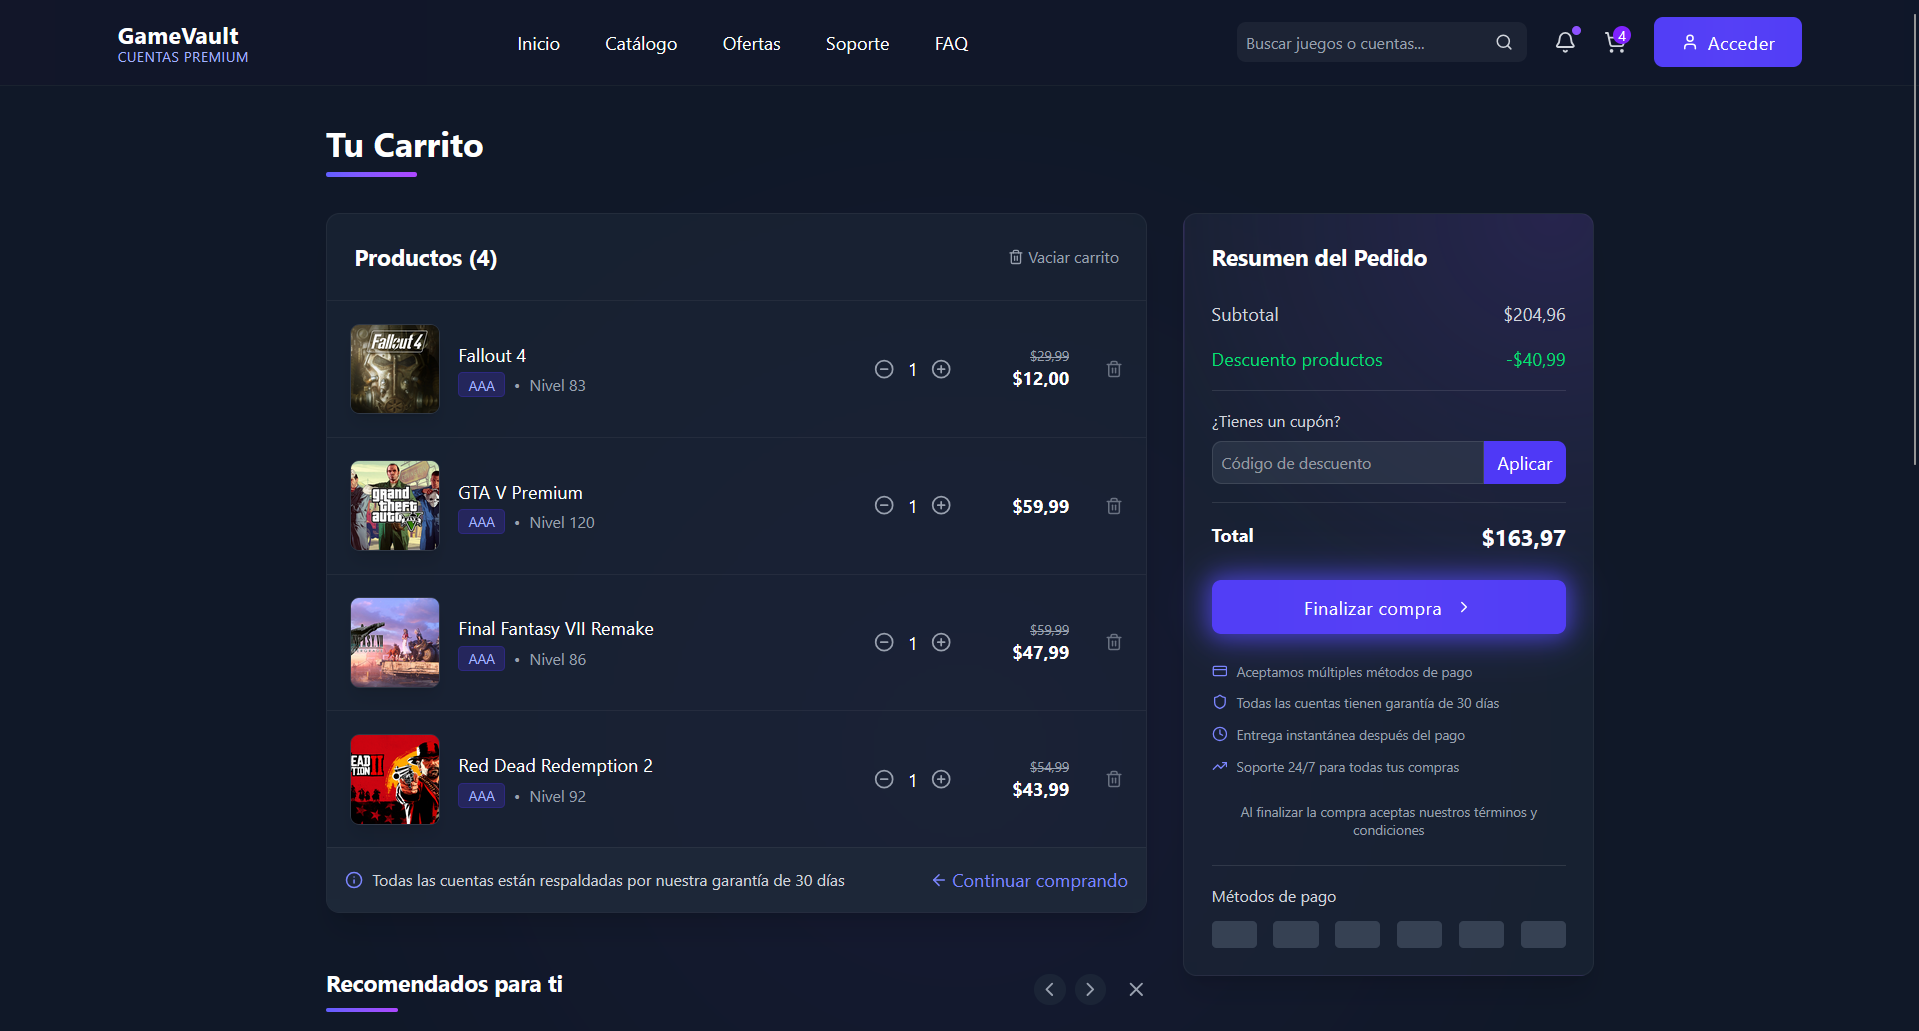 GameVault
CUENTAS PREMIUM
Inicio
Catálogo
Ofertas
Soporte
FAQ
Buscar juegos o cuentas...
4
Acceder
Tu Carrito
Productos (4)
Vaciar carrito
Fallout 4
Fallout 4
AAA • Nivel 83
1
$29,99
$12,00
grand theft auto V
GTA V Premium
AAA • Nivel 120
1
$59,99
Final Fantasy VII Remake
AAA • Nivel 86
1
$59,99
$47,99
Red Dead Redemption 2
AAA • Nivel 92
1
$54,99
$43,99
Todas las cuentas están respaldadas por nuestra garantía de 30 días
Continuar comprando
Resumen del Pedido
Subtotal $204,96
Descuento productos -$40,99
¿Tienes un cupón?
Código de descuento
Aplicar
Total $163,97
Finalizar compra
Aceptamos múltiples métodos de pago
Todas las cuentas tienen garantía de 30 días
Entrega instantánea después del pago
Soporte 24/7 para todas tus compras
Al finalizar la compra aceptas nuestros términos y
condiciones
Métodos de pago
Recomendados para ti